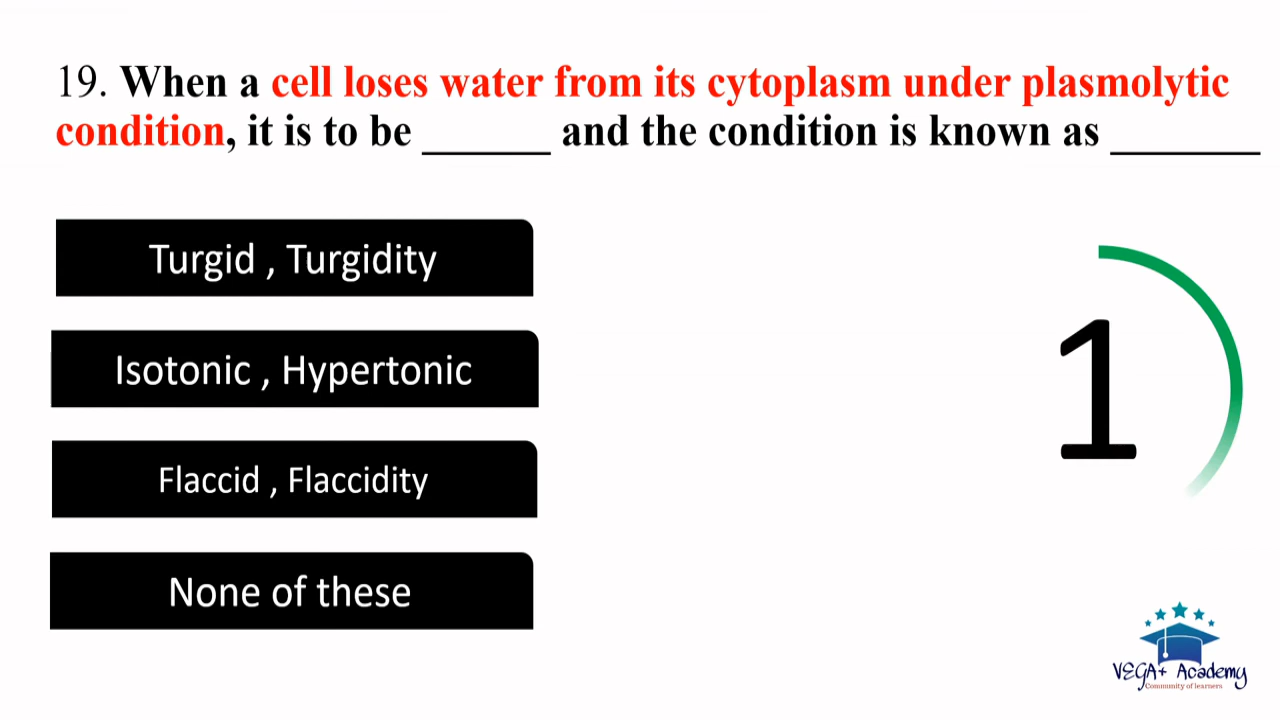 19. When a cell loses water from its cytoplasm under plasmolytic
condition, it is to be ______ and the condition is known as _______
Turgid , Turgidity
Isotonic , Hypertonic
Flaccid , Flaccidity
None of these
1
VEGA+ Academy
Community of learners